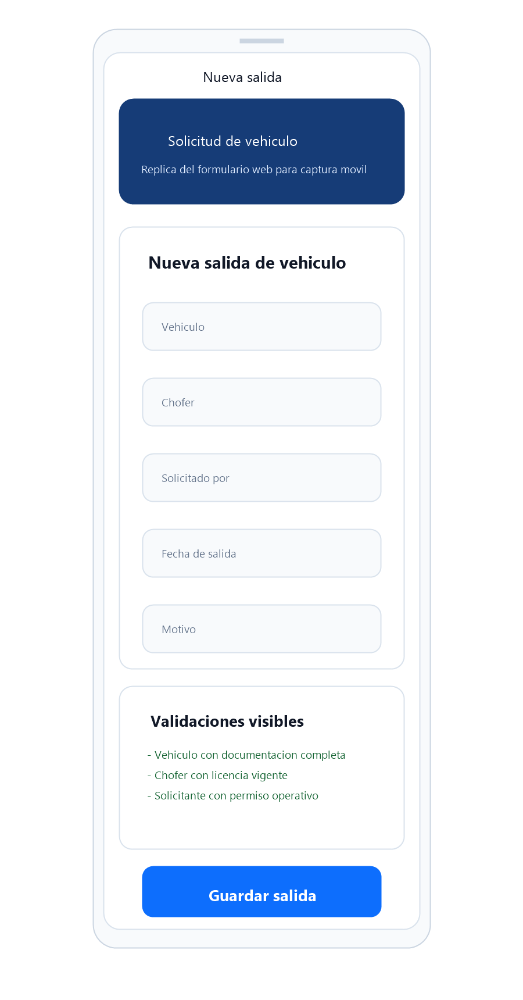 Nueva salida
Solicitud de vehiculo
Replica del formulario web para captura movil
Nueva salida de vehiculo
Vehiculo
Chofer
Solicitado por
Fecha de salida
Motivo
Validaciones visibles
- Vehiculo con documentacion completa
- Chofer con licencia vigente
- Solicitante con permiso operativo
Guardar salida